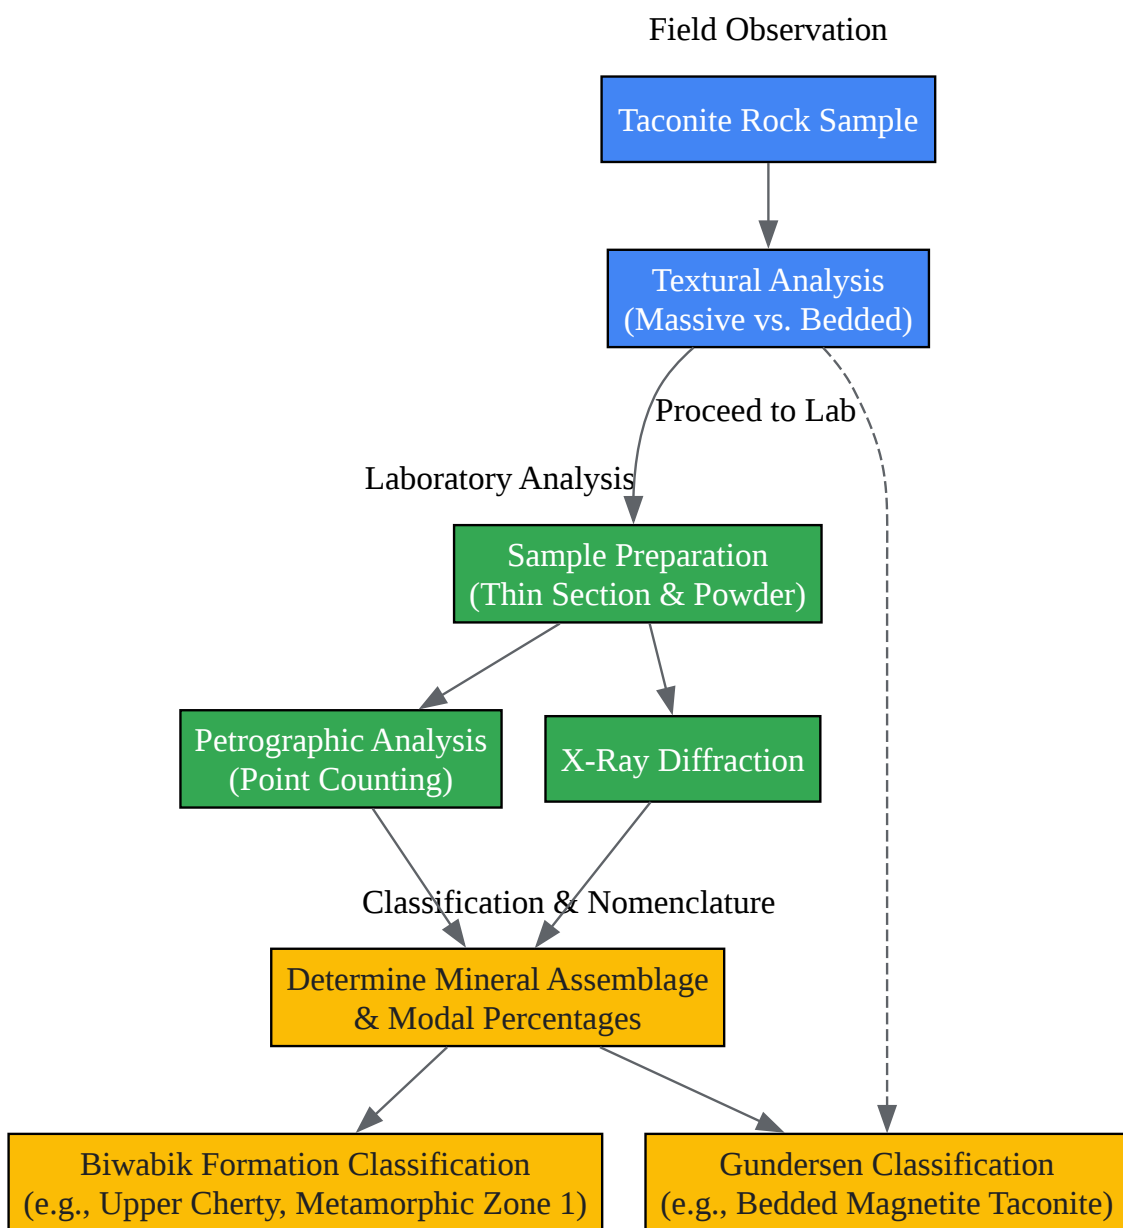 Field Observation
Taconite Rock Sample
Textural Analysis
(Massive vs. Bedded)
Proceed to Lab
Laboratory Analysis
Sample Preparation
(Thin Section & Powder)
Petrographic Analysis
(Point Counting)
X-Ray Diffraction
Classification & Nomenclature
Determine Mineral Assemblage
& Modal Percentages
Biwabik Formation Classification
(e.g., Upper Cherty, Metamorphic Zone 1)
Gundersen Classification
(e.g., Bedded Magnetite Taconite)